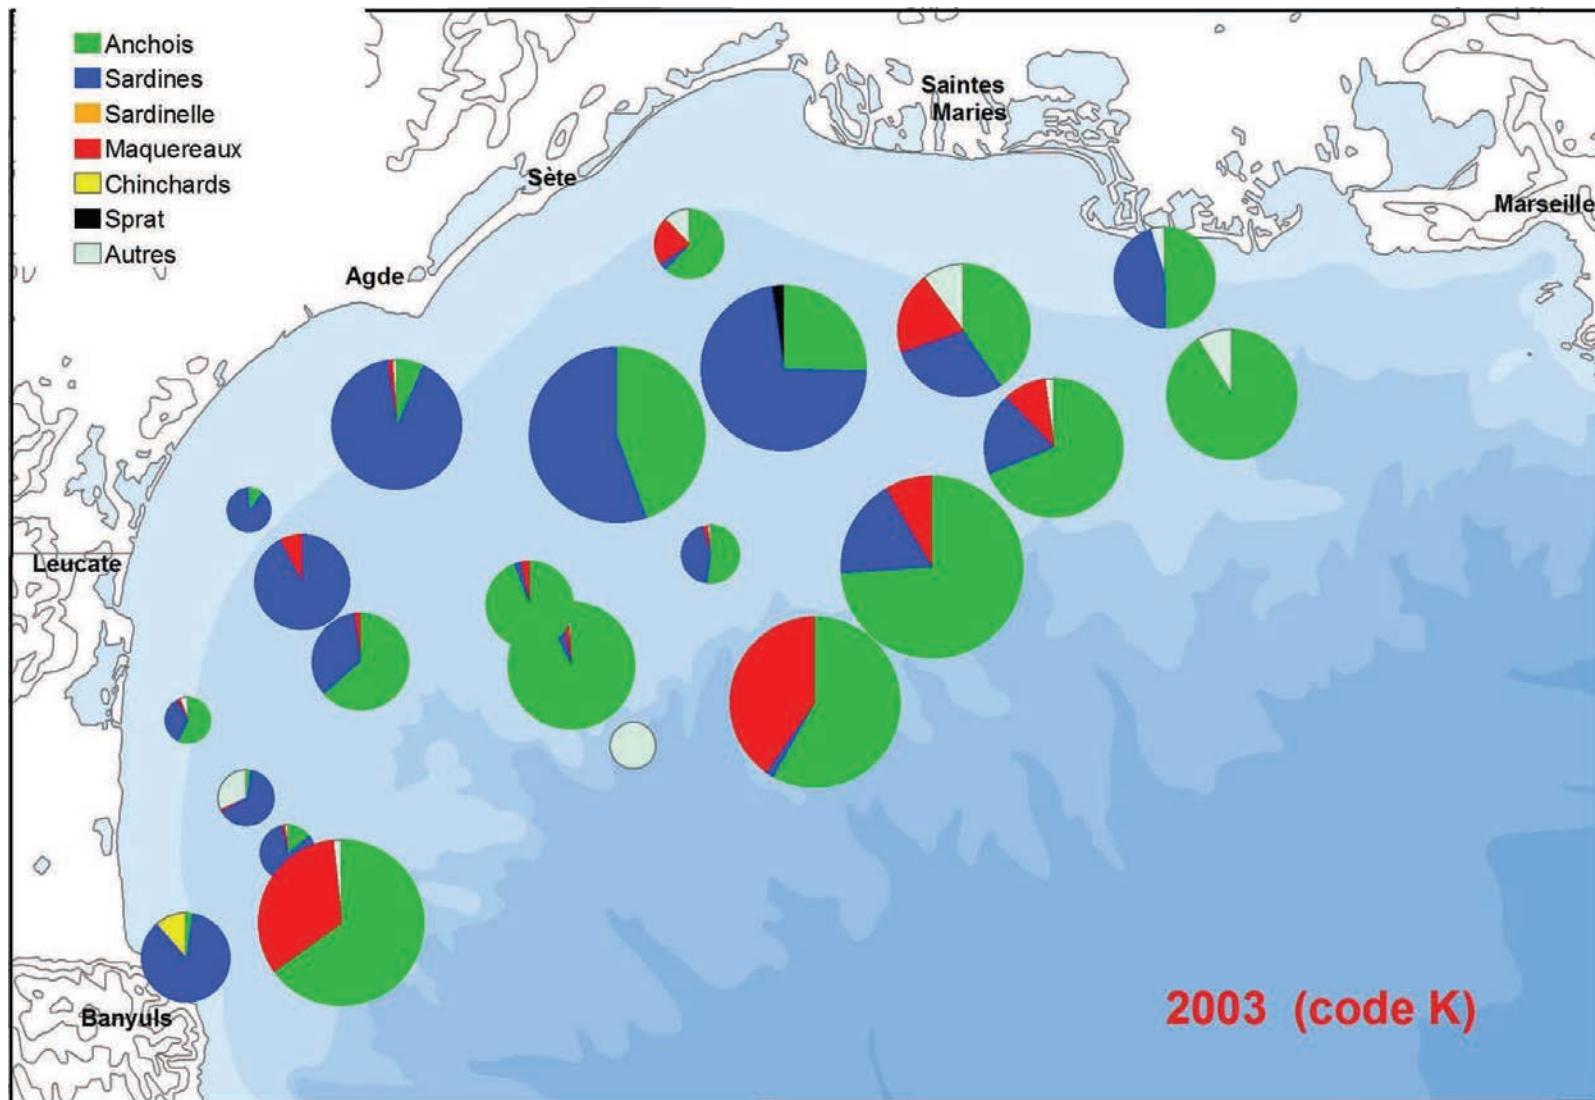 Anchois
Sardines
Sardinelle
Maquereaux
Chinchards
Sprat
Autres
Saintes
Maries
Sète
Marseille
Agde
Leucate
Banyuls
2003 (code K)